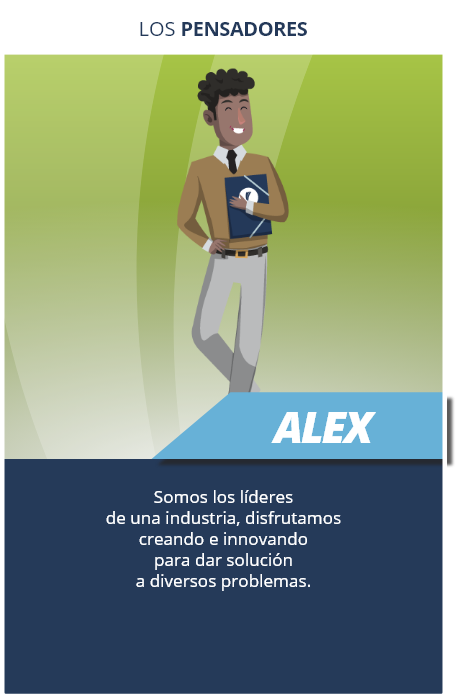 LOS PENSADORES
ALEX
Somos los líderes
de una industria, disfrutamos
creando e innovando
para dar solución
a diversos problemas.